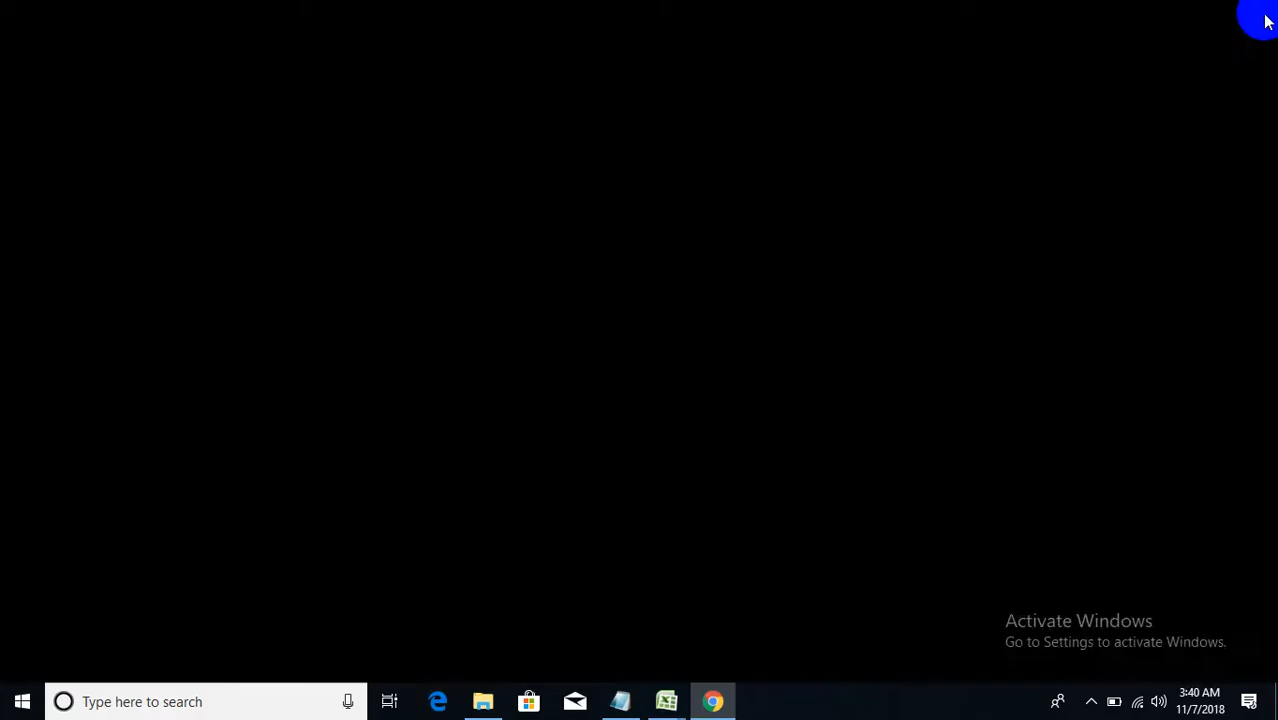 Activate Windows
Go to Settings to activate Windows.
Type here to search
3:40 AM
11/7/2018